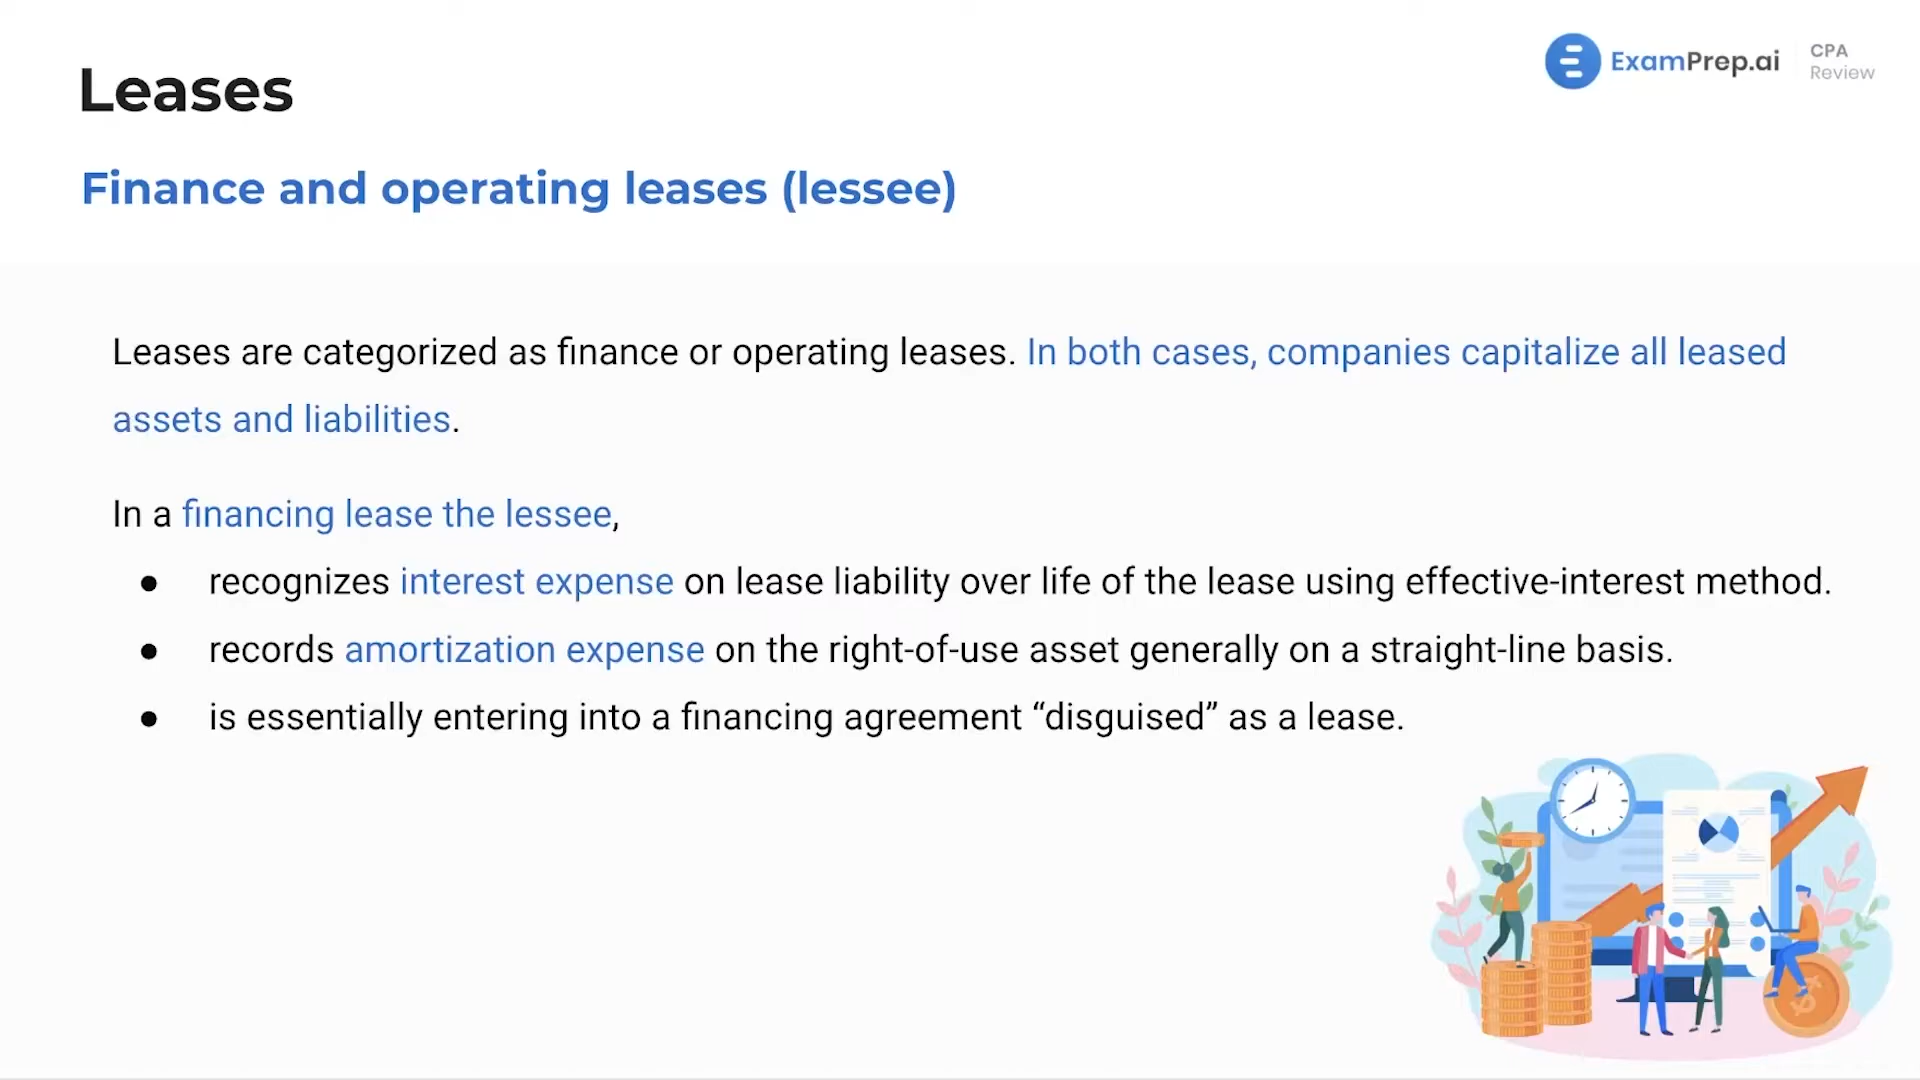 Leases
ExamPrep.ai
CPA
Review
Finance and operating leases (lessee)
Leases are categorized as finance or operating leases. In both cases, companies capitalize all leased
assets and liabilities.
In a financing lease the lessee,
● recognizes interest expense on lease liability over life of the lease using effective-interest method.
● records amortization expense on the right-of-use asset generally on a straight-line basis.
● is essentially entering into a financing agreement “disguised” as a lease.
$